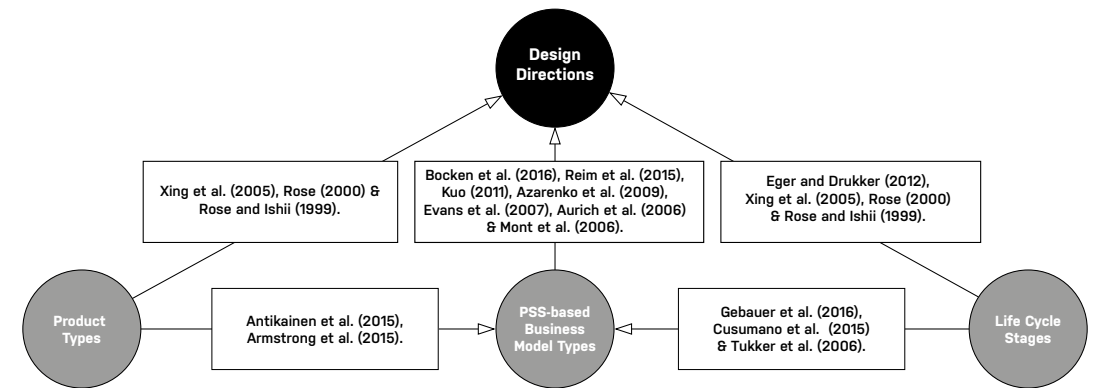 Design
Directions
Xing et al. (2005), Rose (2000) &
Rose and Ishii (1999).
Bocken et al. (2016), Reim et al. (2015),
Kuo (2011), Azarenko et al. (2009),
Evans et al. (2007), Aurich et al. (2006)
& Mont et al. (2006).
Eger and Drukker (2012),
Xing et al. (2005), Rose (2000)
& Rose and Ishii (1999).
Product
Types
Antikainen et al. (2015),
Armstrong et al. (2015).
PSS-based
Business
Model Types
Gebauer et al. (2016),
Cusumano et al. (2015)
& Tukker et al. (2006).
Life Cycle
Stages